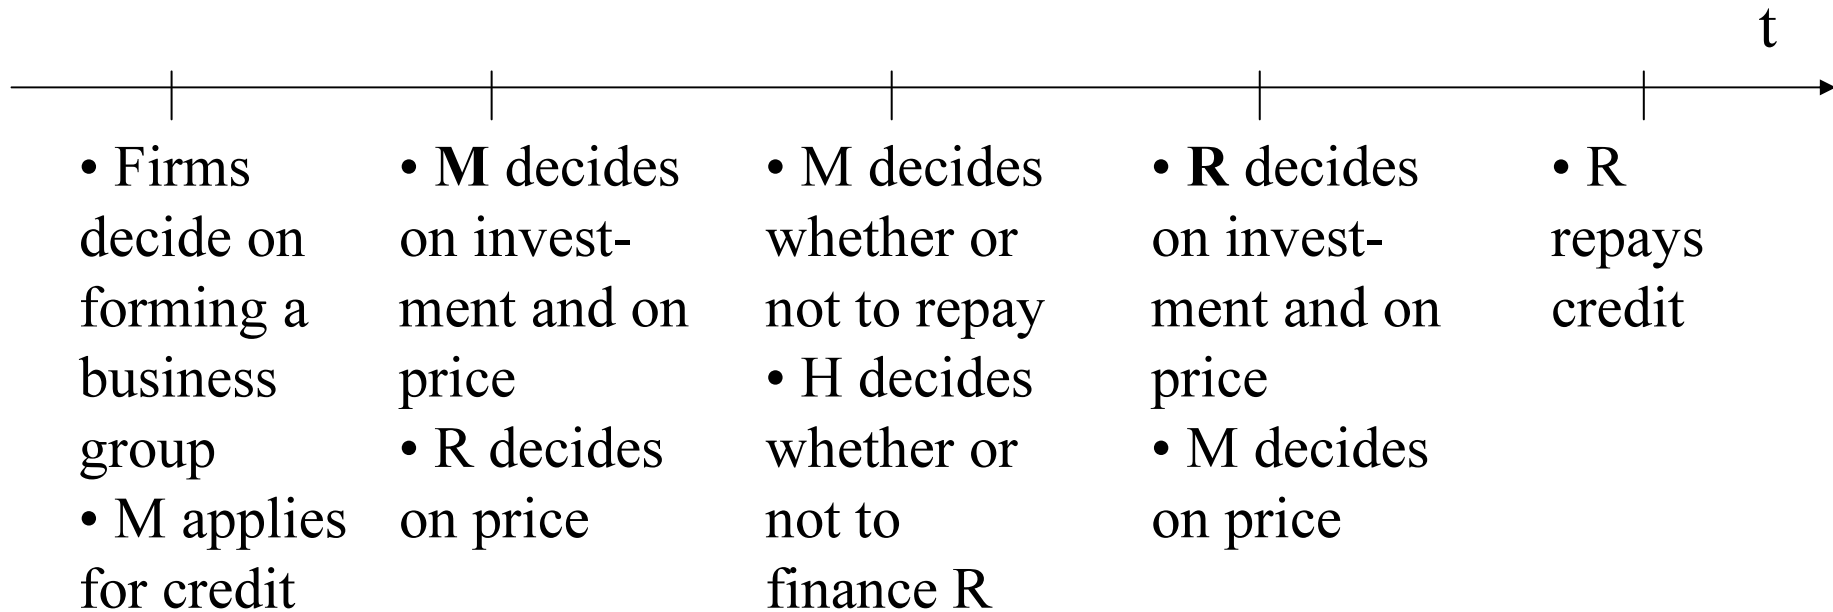 t
• Firms
decide on
forming a
business
group
• M applies
for credit
• M decides
on invest-
ment and on
price
• R decides
on price
• M decides
whether or
not to repay
• H decides
whether or
not to
finance R
• R decides
on invest-
ment and on
price
• M decides
on price
• R
repays
credit